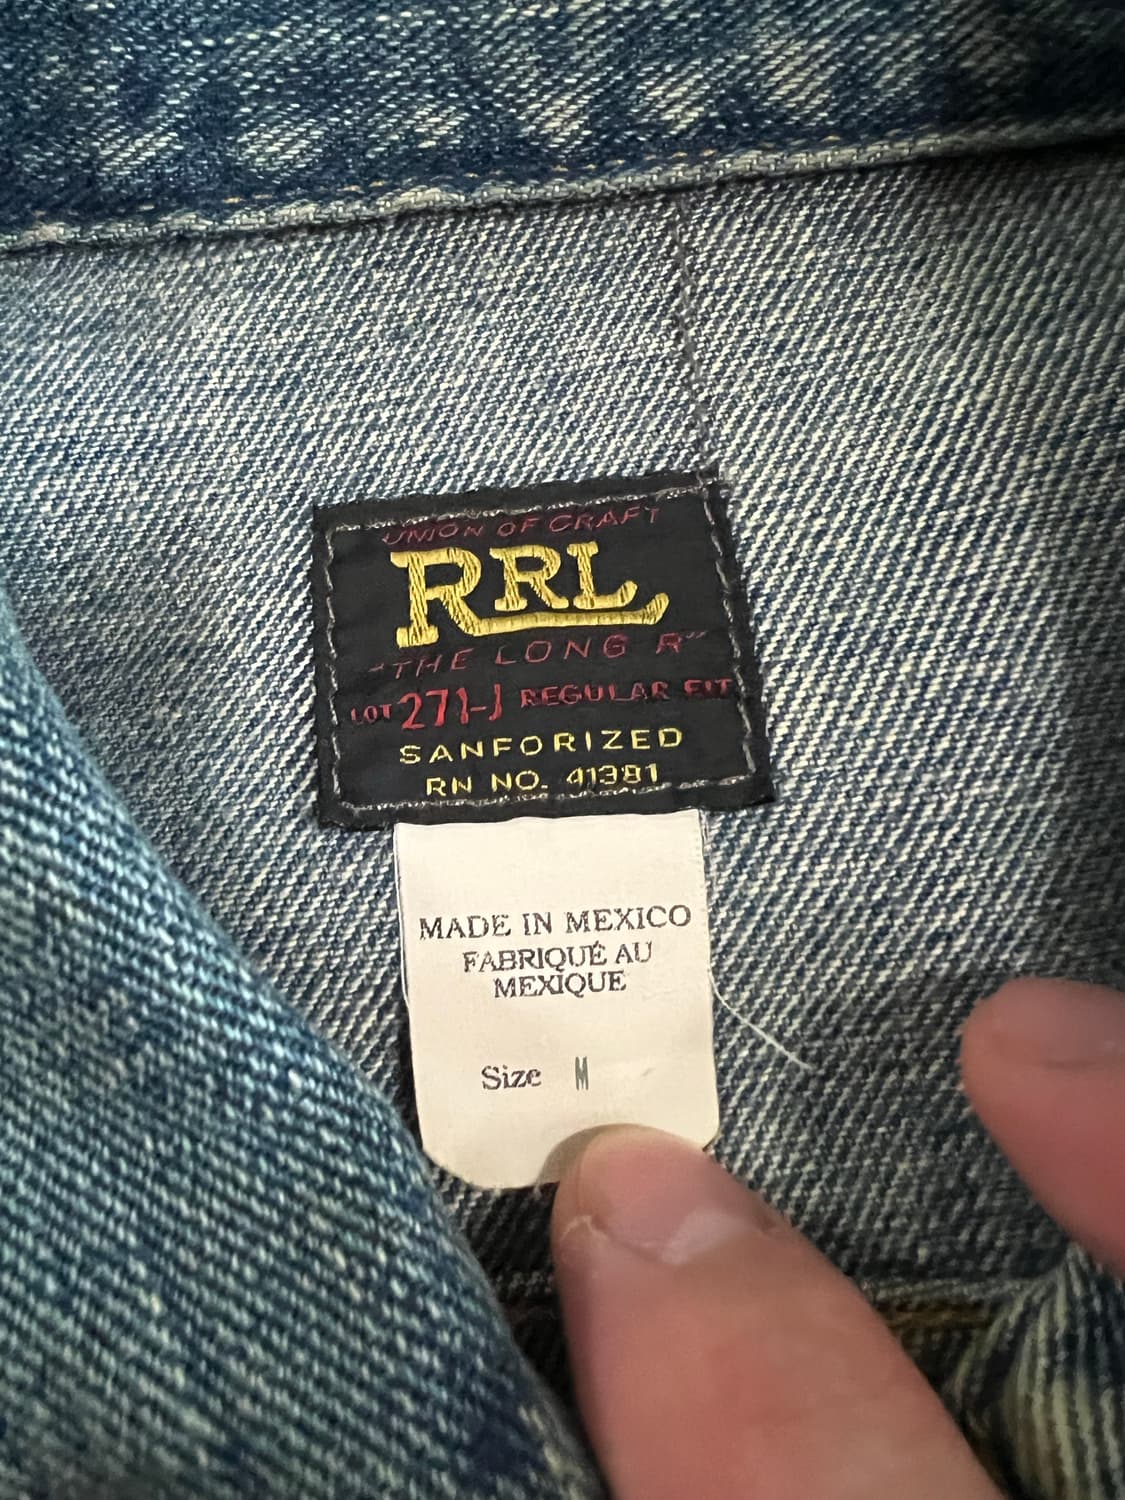 UNION OF CRAFT
RRL
"THE LONG R"
LOT 271-J REGULAR FIT
SANFORIZED
RN NO. 41381
MADE IN MEXICO
FABRIQUÉ AU
MEXIQUE
Size M